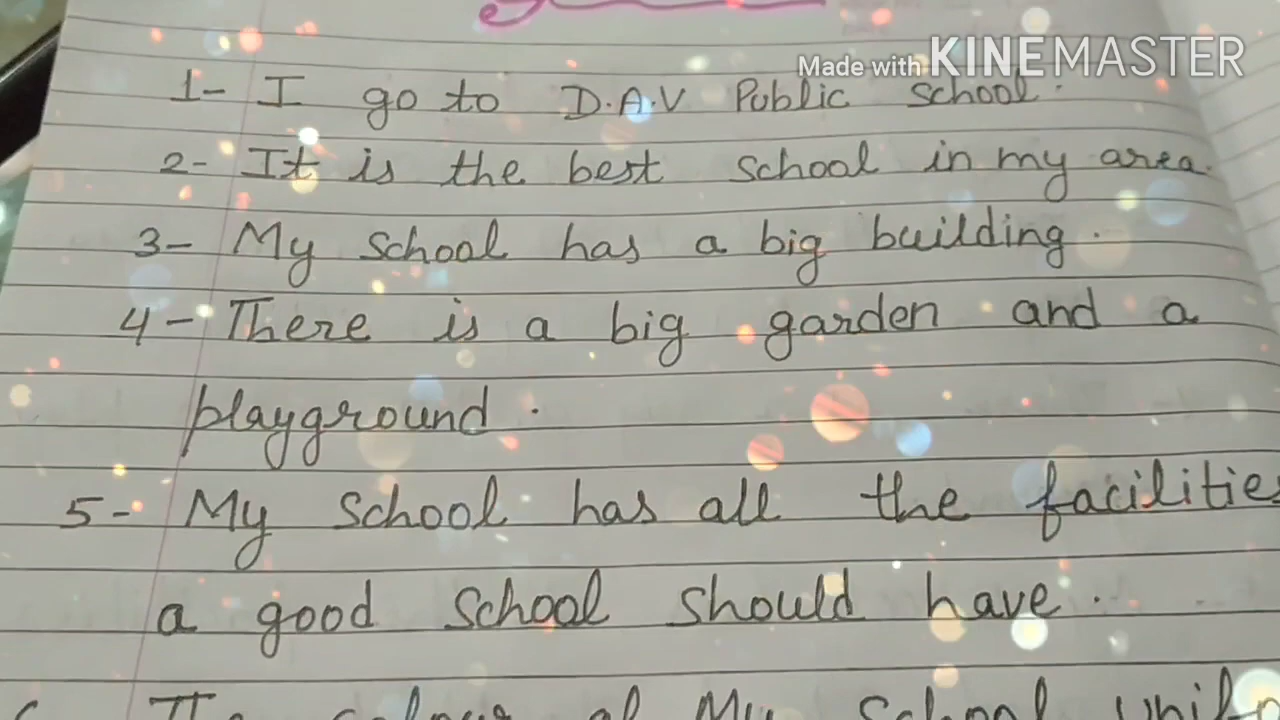 Made with KINEMASTER
1- I go to D.A.V Public School.
2- It is the best school in my area.
3- My school has a big building.
4- There is a big garden and a
playground.
5- My school has all the facilities
a good school should have.
My School